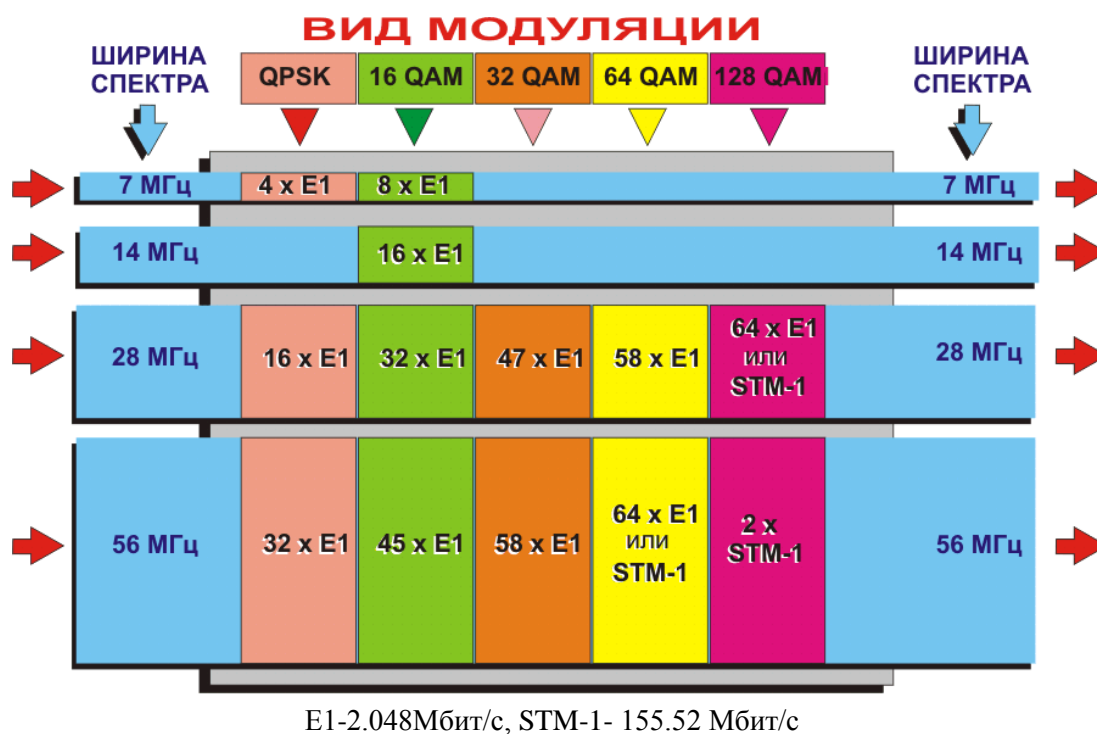 ВИД МОДУЛЯЦИИ
ШИРИНА
СПЕКТРА
QPSK
16 QAM
32 QAM
64 QAM
128 QAM
ШИРИНА
СПЕКТРА
7 МГц
4 x E1
8 x E1
7 МГц
14 МГц
16 x E1
14 МГц
28 МГц
16 x E1
32 x E1
47 x E1
58 x E1
64 x E1
или
STM-1
28 МГц
56 МГц
32 x E1
45 x E1
58 x E1
64 x E1
или
STM-1
2 x
STM-1
56 МГц
E1-2.048Мбит/с, STM-1- 155.52 Мбит/с